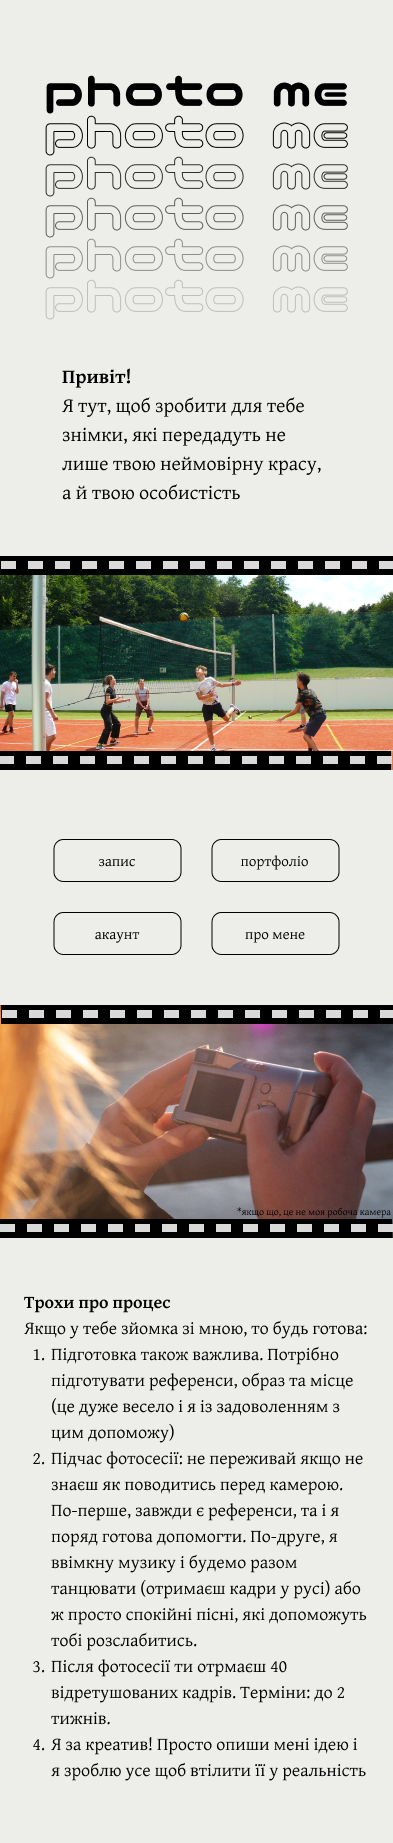 photo me
photo me
photo me
photo me
photo me
photo me
Привіт!
Я тут, щоб зробити для тебе
знімки, які передадуть не
лише твою неймовірну красу,
а й твою особистість
запис
портфоліо
акаунт
про мене
*якщо що, це не моя робоча камера
Трохи про процес
Якщо у тебе зйомка зі мною, то будь готова:
1. Підготовка також важлива. Потрібно
підготувати референси, образ та місце
(це дуже весело і я із задоволенням з
цим допоможу)
2. Підчас фотосесії: не переживай якщо не
знаєш як поводитись перед камерою.
По-перше, завжди є референси, та і я
поряд готова допомогти. По-друге, я
ввімкну музику і будемо разом
танцювати (отримаєш кадри у русі) або
ж просто спокійні пісні, які допоможуть
тобі розслабитись.
3. Після фотосесії ти отрмаєш 40
відретушованих кадрів. Терміни: до 2
тижнів.
4. Я за креатив! Просто опиши мені ідею і
я зроблю усе щоб втілити її у реальність